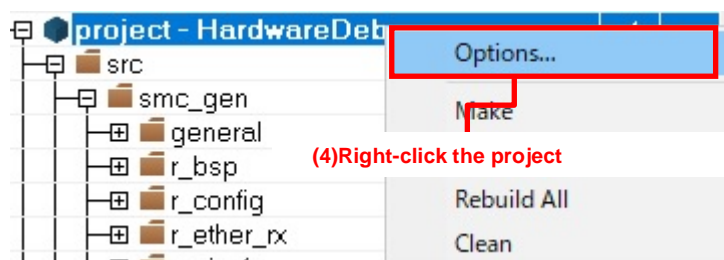 project - HardwareDeb
Options...
src
smc_gen
Make
general
(4)Right-click the project
r_bsp
r_config
Rebuild All
r_ether_rx
Clean